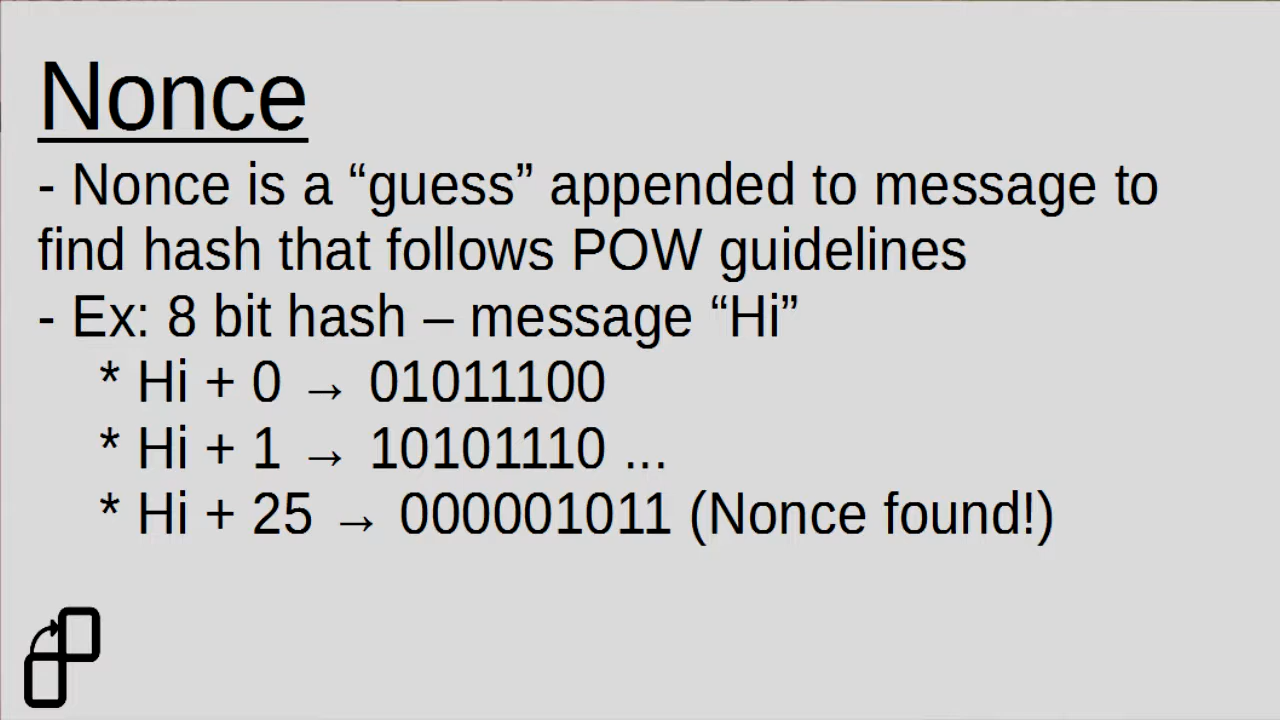 Nonce
- Nonce is a “guess” appended to message to
find hash that follows POW guidelines
- Ex: 8 bit hash – message “Hi”
* Hi + 0 → 01011100
* Hi + 1 → 10101110 ...
* Hi + 25 → 000001011 (Nonce found!)